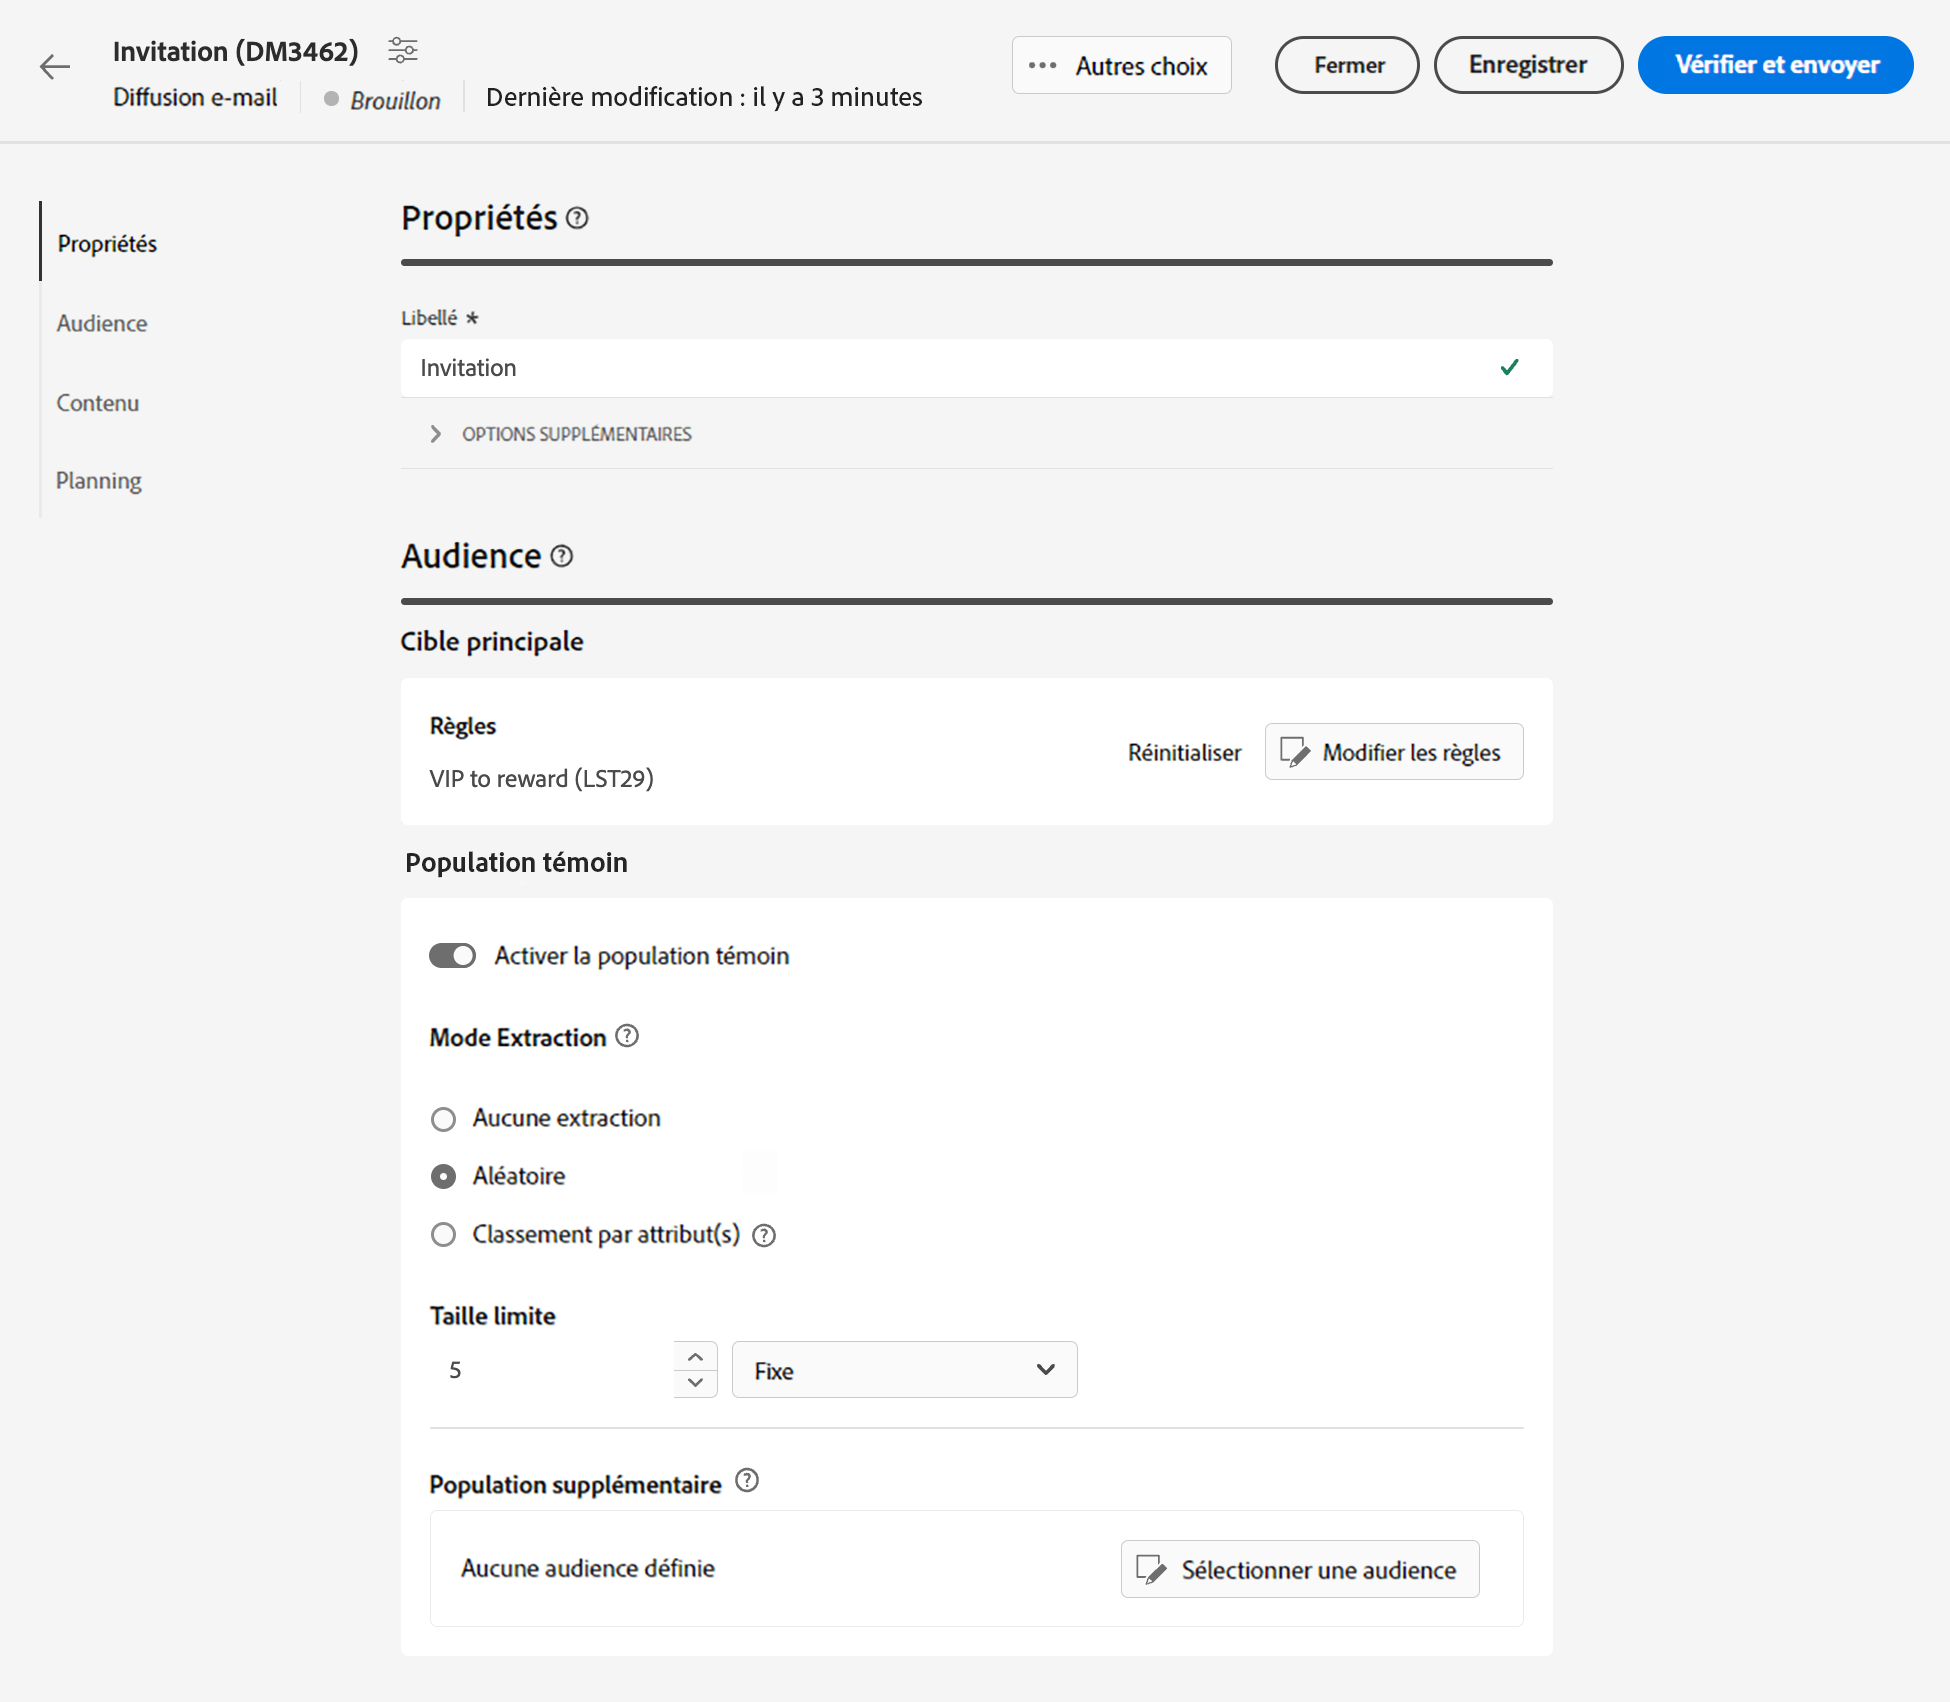 Invitation (DM3462)
Diffusion e-mail
Brouillon
Dernière modification : il y a 3 minutes
Autres choix
Fermer
Enregistrer
Vérifier et envoyer
Propriétés
Audience
Contenu
Planning
Propriétés
Libellé *
Invitation
OPTIONS SUPPLÉMENTAIRES
Audience
Cible principale
Règles
VIP to reward (LST29)
Réinitialiser
Modifier les règles
Population témoin
Activer la population témoin
Mode Extraction
Aucune extraction
Aléatoire
Classement par attribut(s)
Taille limite
5
Fixe
Population supplémentaire
Aucune audience définie
Sélectionner une audience